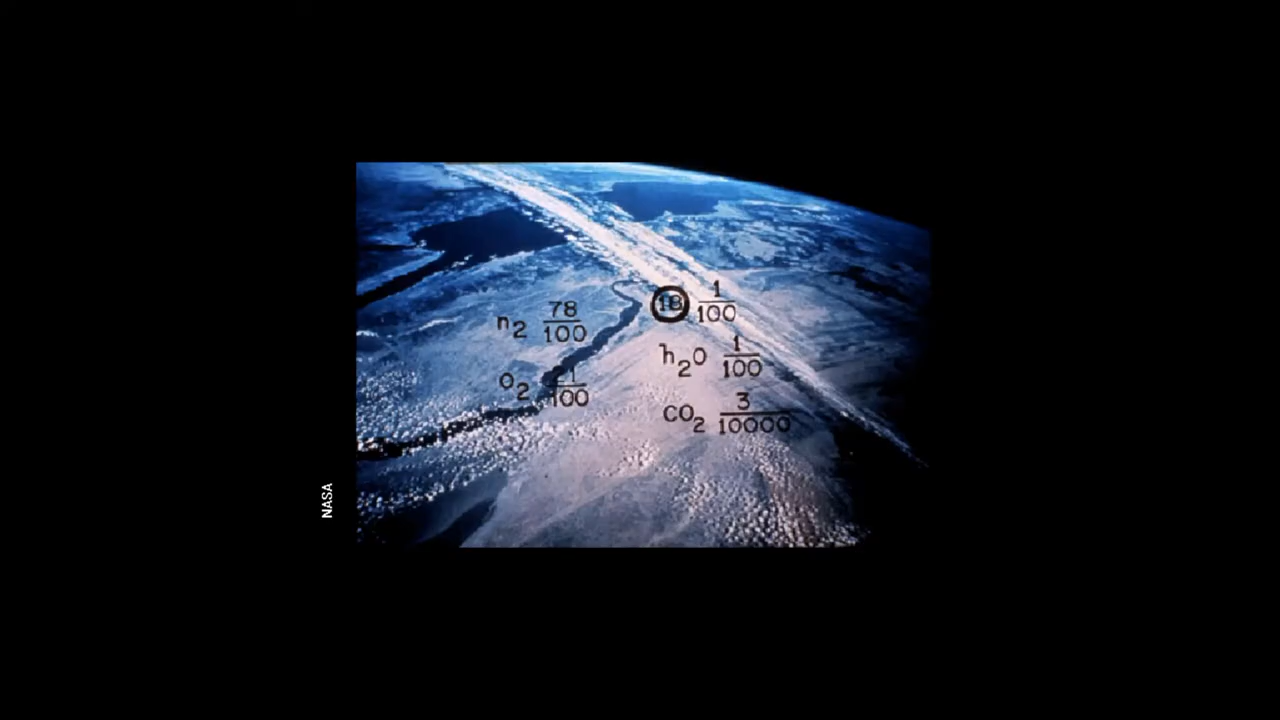 NASA
n₂ 78/100
o₂ /100
18 1/100
h₂o 1/100
co₂ 3/10000